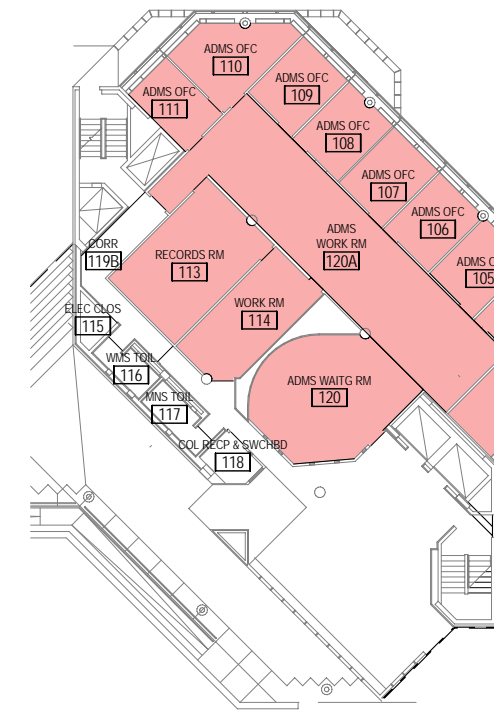 ADMS OFC
110
ADMS OFC
109
ADMS OFC
111
ADMS OFC
108
ADMS OFC
107
ADMS OFC
106
ADMS
WORK RM
120A
CORR
119B
RECORDS RM
113
105
WORK RM
114
ELEC CLOS
115
WMS TOIL
116
ADMS WAITG RM
120
MNS TOIL
117
COL RECP & SWCHBD
118